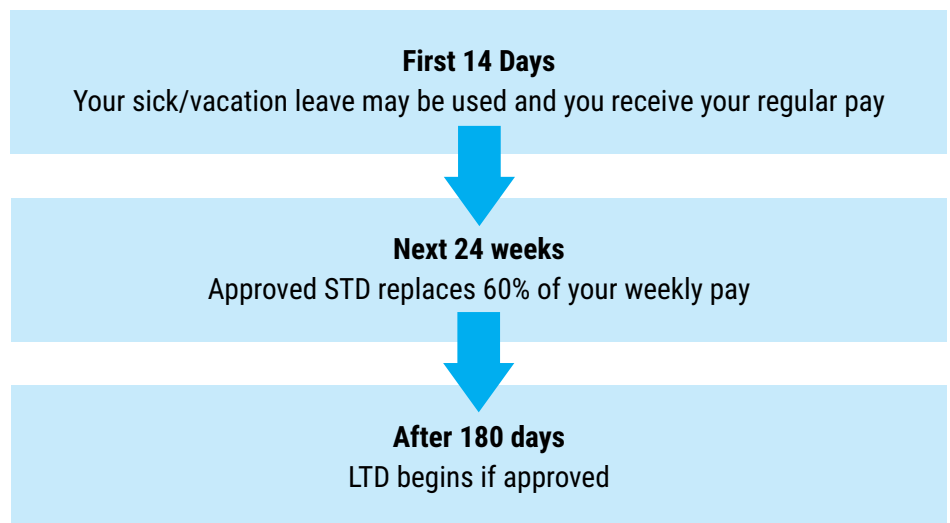 First 14 Days
Your sick/vacation leave may be used and you receive your regular pay
Next 24 weeks
Approved STD replaces 60% of your weekly pay
After 180 days
LTD begins if approved